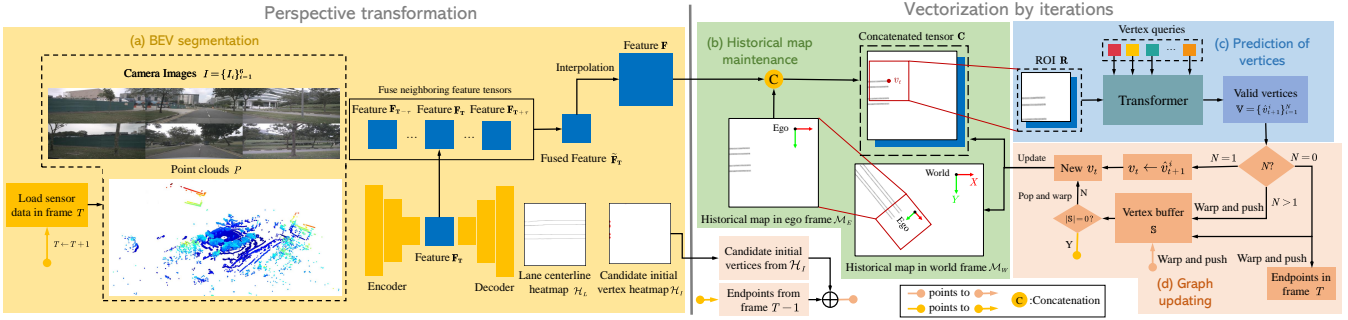 Perspective transformation
Vectorization by iterations
(a) BEV segmentation
Camera Images I = {I_i}_{i=1}^6
Point clouds P
Load sensor
data in frame T
T ← T + 1
Fuse neighboring feature tensors
Feature F_{T−τ} Feature F_T Feature F_{T+τ}
... ...
Feature F_T
Encoder
Decoder
Interpolation
Feature F
Fused Feature F̃_T
Lane centerline
heatmap ℋ_L
Candidate initial
vertex heatmap ℋ_I
(b) Historical map
maintenance
C
Concatenated tensor C
v_t
Ego
Historical map in ego frame ℳ_E
World
X
Y
Ego
Historical map in world frame ℳ_W
Candidate initial
vertices from ℋ_I
Endpoints from
frame T − 1
points to
points to
C :Concatenation
ROI R
Vertex queries
...
Transformer
(c) Prediction of
vertices
Valid vertices
𝕍 = {v̂_{t+1}^i}_{i=1}^N
Update
New v_t
v_t ← v̂_{t+1}^i
N = 1
N?
N = 0
N > 1
Pop and warp
N
|𝕊| = 0?
Y
Vertex buffer
𝕊
Warp and push
Warp and push
Warp and push
Endpoints in
frame T
(d) Graph
updating